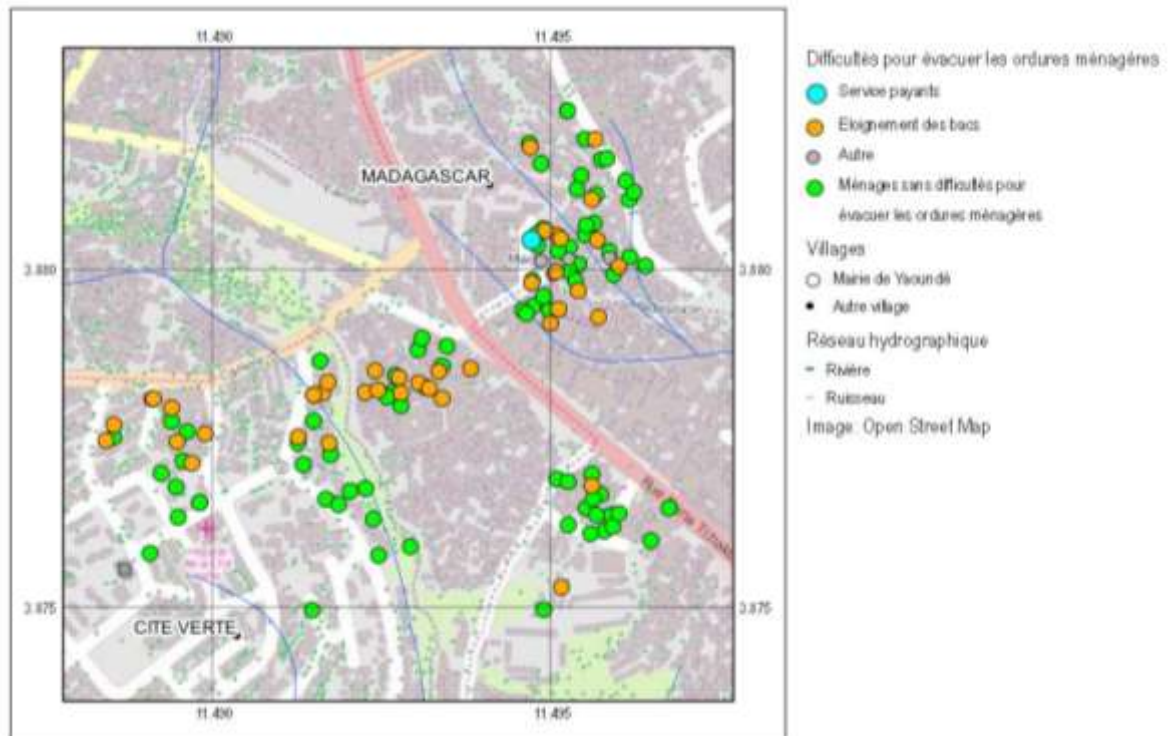 11.490 11.495
Difficultés pour évacuer les ordures ménagères
Service payants
Eloignement des bacs
Autre
Ménages sans difficultés pour
évacuer les ordures ménagères
Villages
Mairie de Yaoundé
Autre village
Réseau hydrographique
Rivière
Ruisseau
Image: Open Street Map
MADAGASCAR
3.880 3.880
Rue
3.875 3.875
CITE VERTE
11.490 11.495